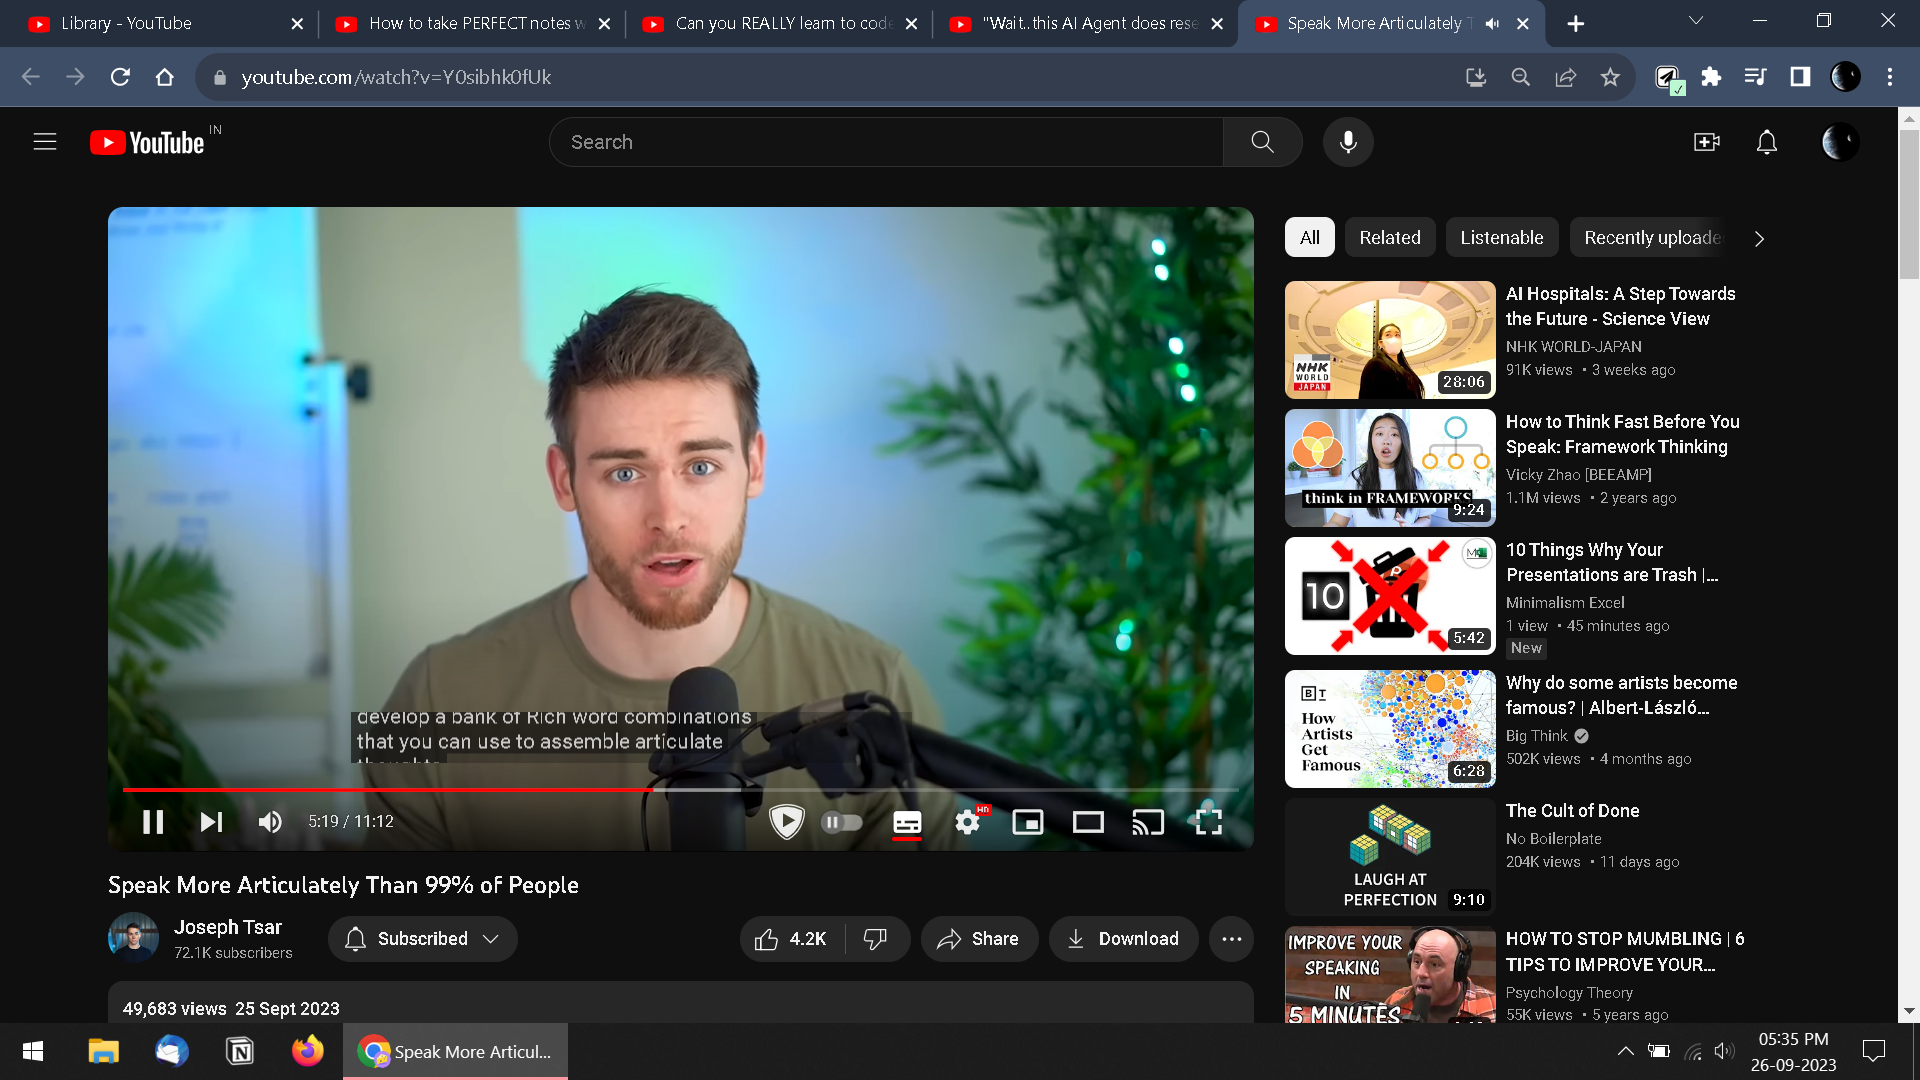 Library - YouTube
How to take PERFECT notes w
Can you REALLY learn to code
"Wait..this AI Agent does rese
Speak More Articulately T
youtube.com/watch?v=Y0sibhk0fUk
YouTube IN
Search
All
Related
Listenable
Recently uploade
develop a bank of Rich word combinations
that you can use to assemble articulate
thoughts
5:19 / 11:12
HD
Speak More Articulately Than 99% of People
Joseph Tsar
72.1K subscribers
Subscribed
4.2K
Share
Download
49,683 views 25 Sept 2023
NHK
WORLD
JAPAN
28:06
AI Hospitals: A Step Towards
the Future - Science View
NHK WORLD-JAPAN
91K views • 3 weeks ago
think in FRAMEWORKS
9:24
How to Think Fast Before You
Speak: Framework Thinking
Vicky Zhao [BEEAMP]
1.1M views • 2 years ago
10
5:42
10 Things Why Your
Presentations are Trash |...
Minimalism Excel
1 view • 45 minutes ago
New
B T
How
Artists
Get
Famous
6:28
Why do some artists become
famous? | Albert-László...
Big Think
502K views • 4 months ago
LAUGH AT
PERFECTION
9:10
The Cult of Done
No Boilerplate
204K views • 11 days ago
IMPROVE YOUR
SPEAKING
IN
5 MINUTES
HOW TO STOP MUMBLING | 6
TIPS TO IMPROVE YOUR...
Psychology Theory
55K views • 5 years ago
Speak More Articul...
05:35 PM
26-09-2023